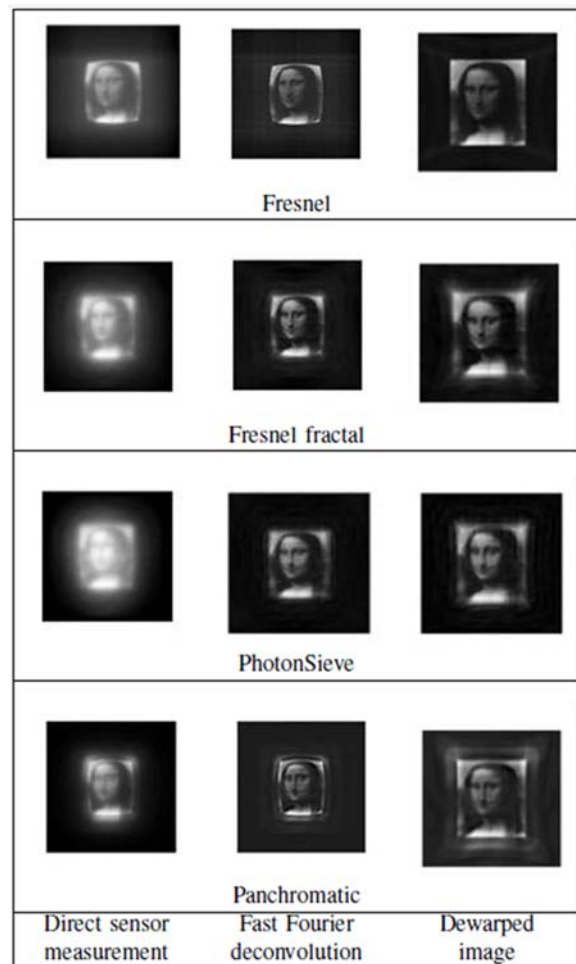 Fresnel
Fresnel fractal
PhotonSieve
Panchromatic
Direct sensor measurement
Fast Fourier deconvolution
Dewarped image